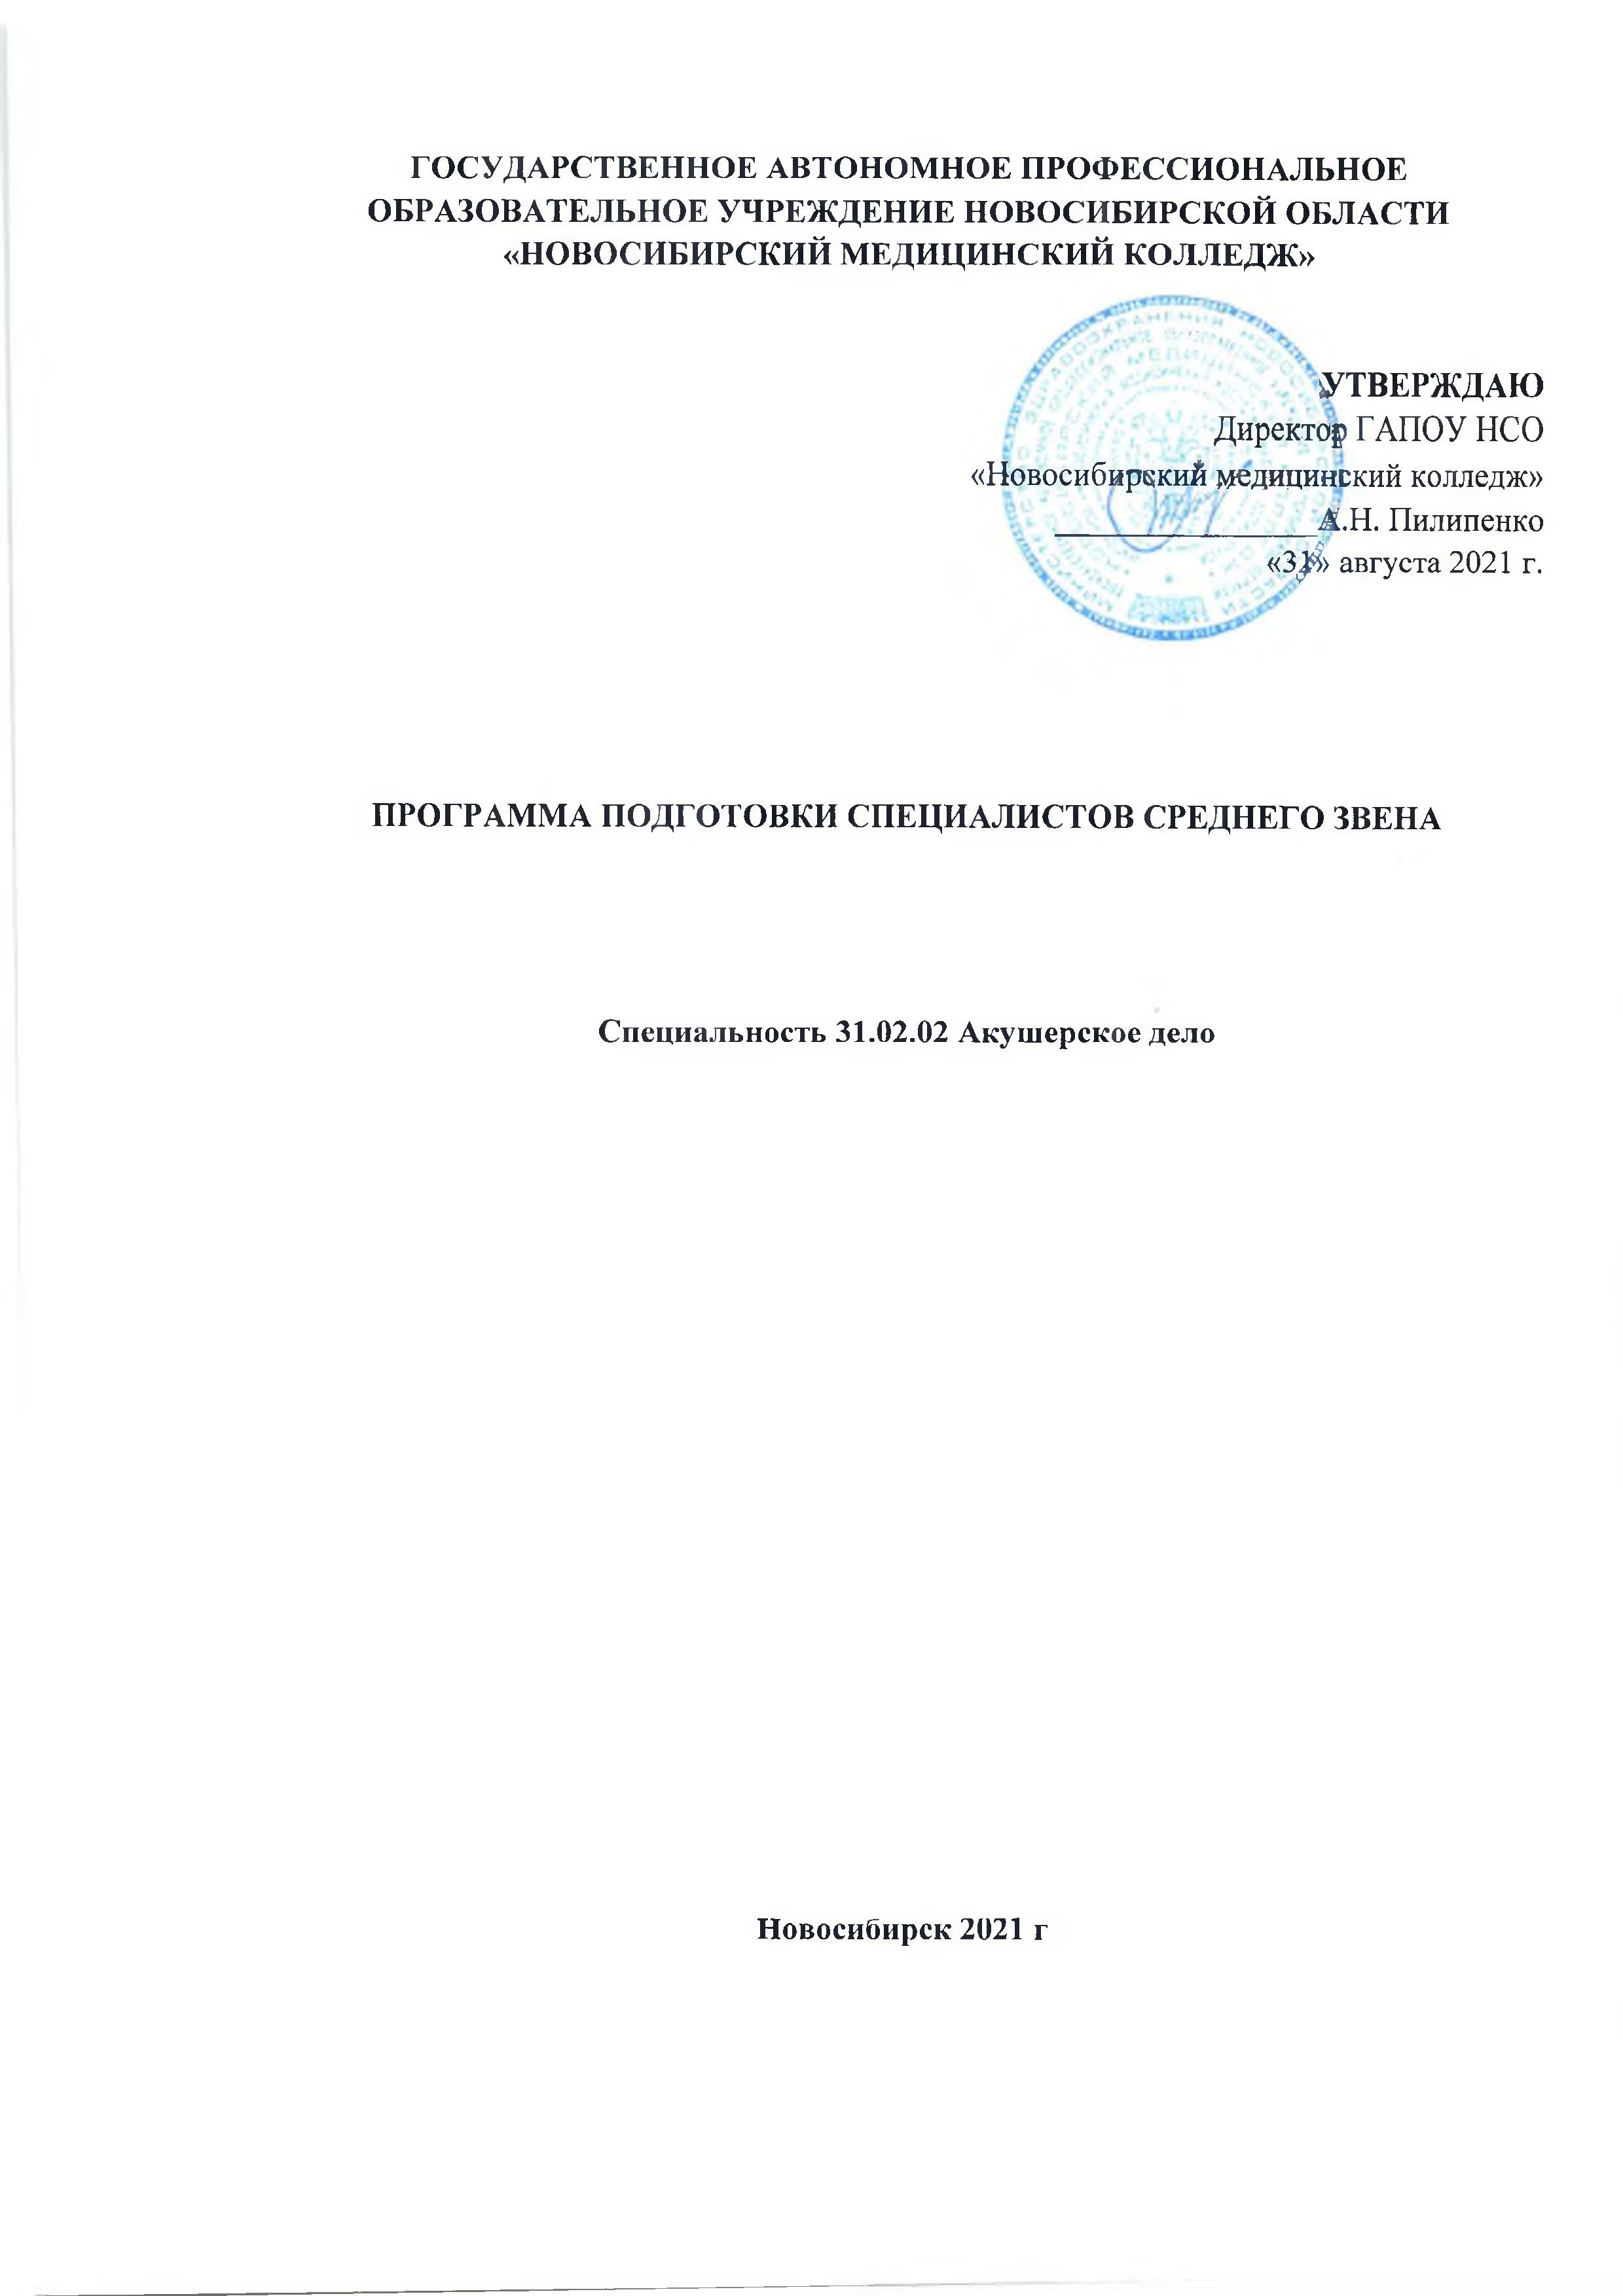 ГОСУДАРСТВЕННОЕ АВТОНОМНОЕ ПРОФЕССИОНАЛЬНОЕ
ОБРАЗОВАТЕЛЬНОЕ УЧРЕЖДЕНИЕ НОВОСИБИРСКОЙ ОБЛАСТИ
«НОВОСИБИРСКИЙ МЕДИЦИНСКИЙ КОЛЛЕДЖ»
УТВЕРЖДАЮ
Директор ГАПОУ НСО
«Новосибирский медицинский колледж»
А.Н. Пилипенко
«31» августа 2021 г.
ПРОГРАММА ПОДГОТОВКИ СПЕЦИАЛИСТОВ СРЕДНЕГО ЗВЕНА
Специальность 31.02.02 Акушерское дело
Новосибирск 2021 г